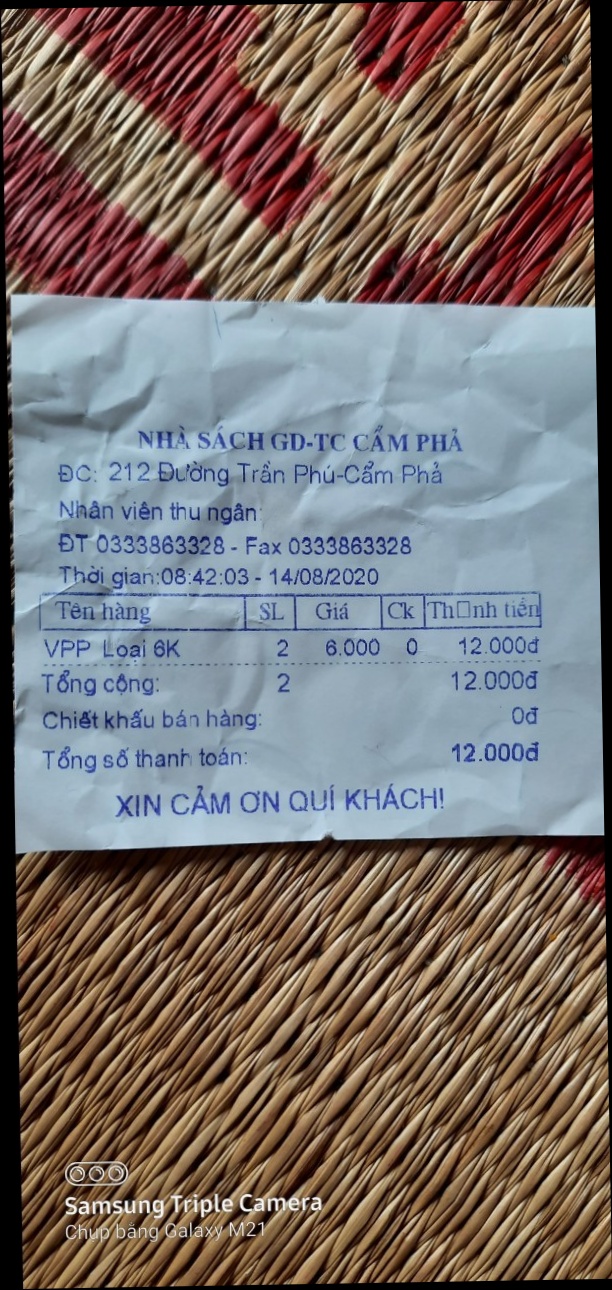 NHÀ SÁCH GD-TC CẨM PHẢ
ĐC: 212 Đường Trần Phú-Cẩm Phả
Nhân viên thu ngân:
ĐT 0333863328 - Fax 0333863328
Thời gian:08:42:03 - 14/08/2020
Tên hàng SL Giá Ck Th□nh tiền
VPP Loại 6K 2 6.000 0 12.000đ
Tổng cộng: 2 12.000đ
Chiết khấu bán hàng: 0đ
Tổng số thanh toán: 12.000đ
XIN CẢM ƠN QUÍ KHÁCH!
Samsung Triple Camera
Chụp bằng Galaxy M21